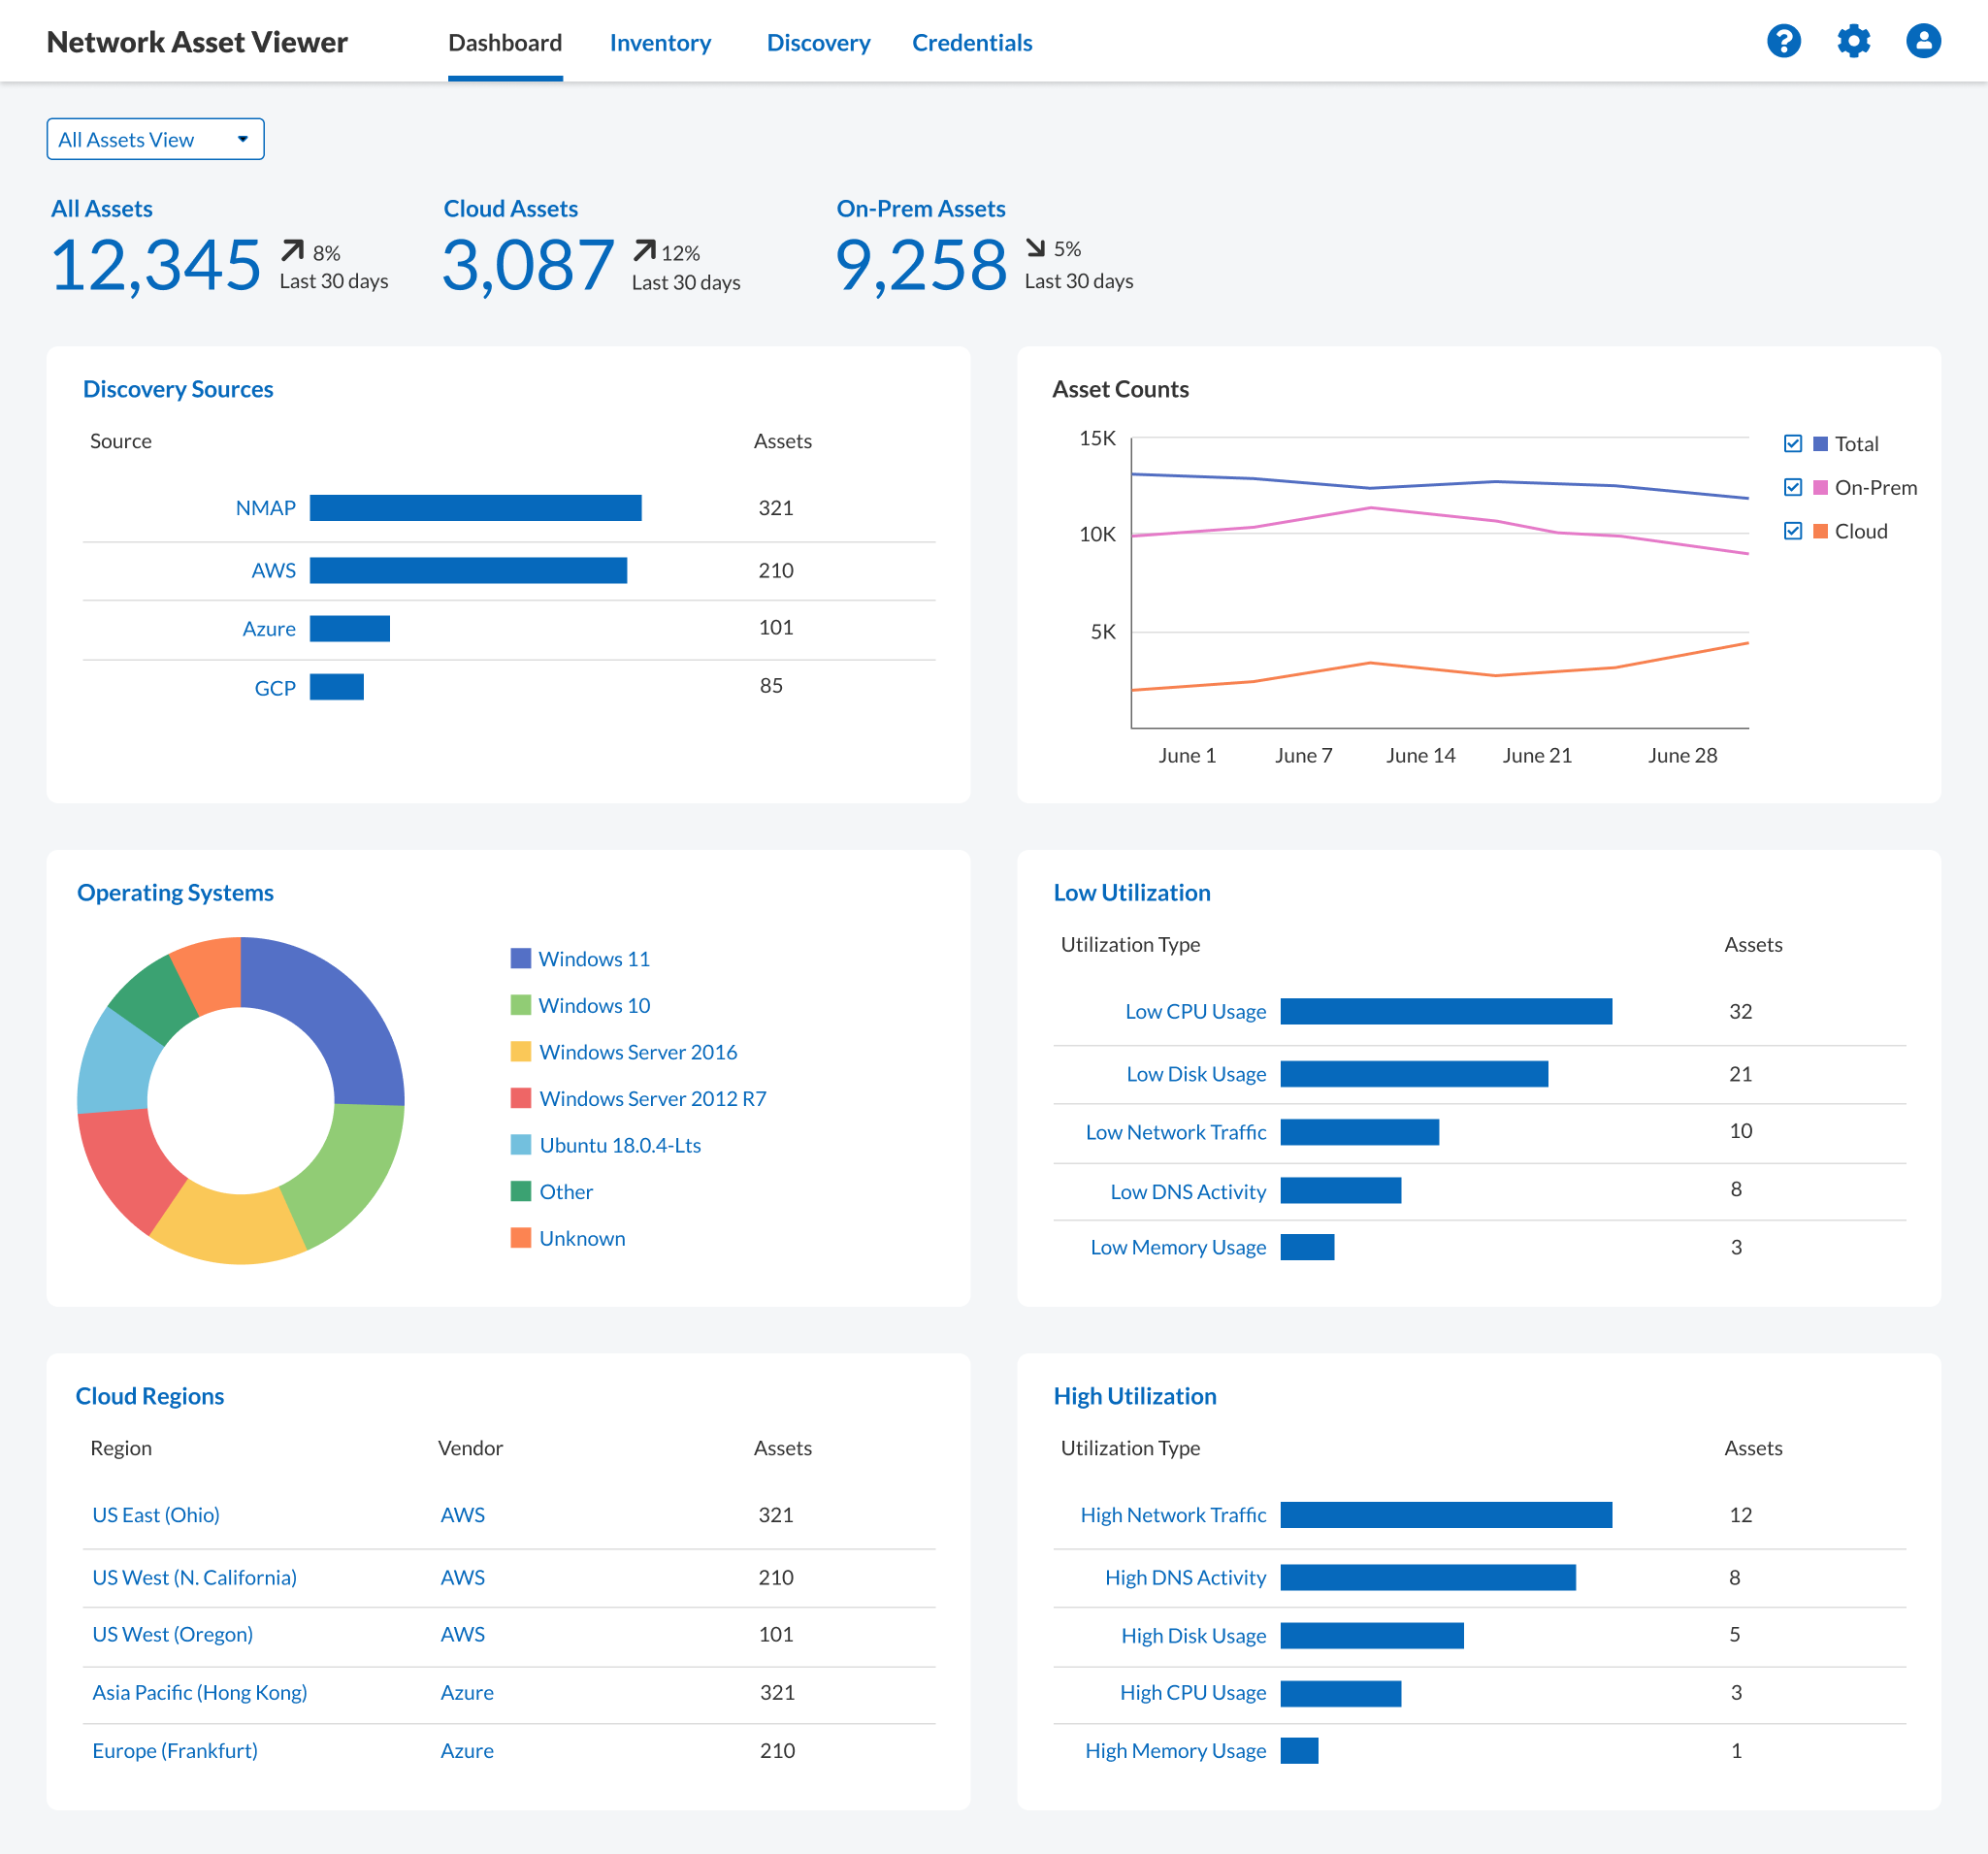 Network Asset Viewer Dashboard Inventory Discovery Credentials
All Assets View
All Assets Cloud Assets On-Prem Assets
12,345 8% 3,087 12% 9,258 5%
Last 30 days Last 30 days Last 30 days
Discovery Sources
Source Assets
NMAP 321
AWS 210
Azure 101
GCP 85
Asset Counts
15K
10K
5K
June 1 June 7 June 14 June 21 June 28
Total
On-Prem
Cloud
Operating Systems
Windows 11
Windows 10
Windows Server 2016
Windows Server 2012 R7
Ubuntu 18.0.4-Lts
Other
Unknown
Low Utilization
Utilization Type Assets
Low CPU Usage 32
Low Disk Usage 21
Low Network Traffic 10
Low DNS Activity 8
Low Memory Usage 3
Cloud Regions
Region Vendor Assets
US East (Ohio) AWS 321
US West (N. California) AWS 210
US West (Oregon) AWS 101
Asia Pacific (Hong Kong) Azure 321
Europe (Frankfurt) Azure 210
High Utilization
Utilization Type Assets
High Network Traffic 12
High DNS Activity 8
High Disk Usage 5
High CPU Usage 3
High Memory Usage 1